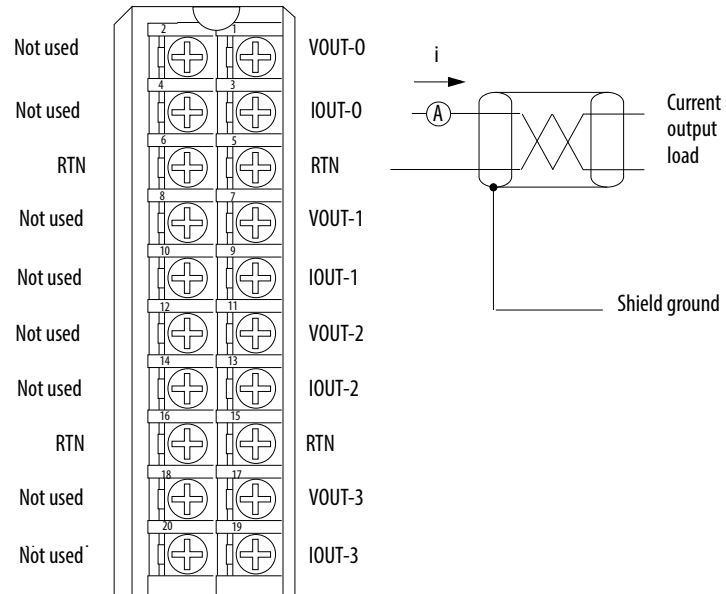 2 1
Not used VOUT-0
4 3
Not used IOUT-0
6 5
RTN RTN
8 7
Not used VOUT-1
10 9
Not used IOUT-1
12 11
Not used VOUT-2
14 13
Not used IOUT-2
16 15
RTN RTN
18 17
Not used VOUT-3
20 19
Not used IOUT-3
i
A
Current
output
load
Shield ground